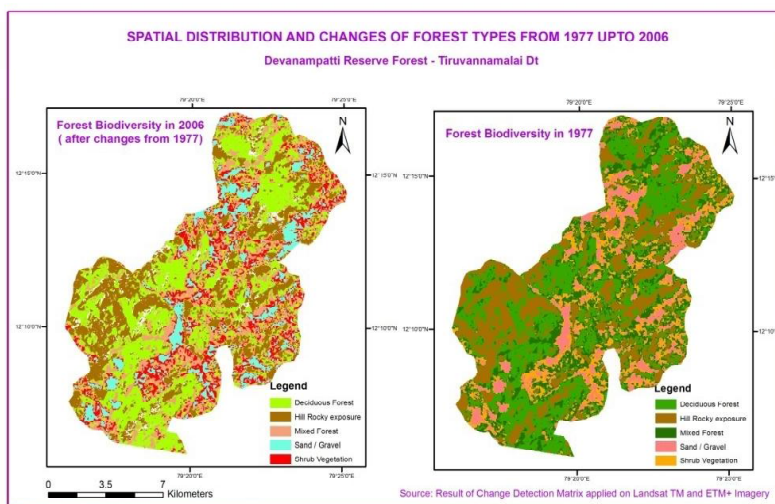 SPATIAL DISTRIBUTION AND CHANGES OF FOREST TYPES FROM 1977 UPTO 2006
Devanampatti Reserve Forest - Tiruvannamalai Dt
79°20'0"E
79°25'0"E
Forest Biodiversity in 2006
( after changes from 1977)
N
12°15'0"N
12°15'0"N
12°10'0"N
12°10'0"N
Legend
Deciduous Forest
Hill Rocky exposure
Mixed Forest
Sand / Gravel
Shrub Vegetation
79°20'0"E
79°25'0"E
0 3.5 7
Kilometers
79°20'0"E
79°25'0"E
Forest Biodiversity in 1977
N
12°15'0"N
12°15'0"N
12°10'0"N
12°10'0"N
Legend
Deciduous Forest
Hill Rocky exposure
Mixed Forest
Sand / Gravel
Shrub Vegetation
79°20'0"E
Source: Result of Change Detection Matrix applied on Landsat TM and ETM+ Imagery